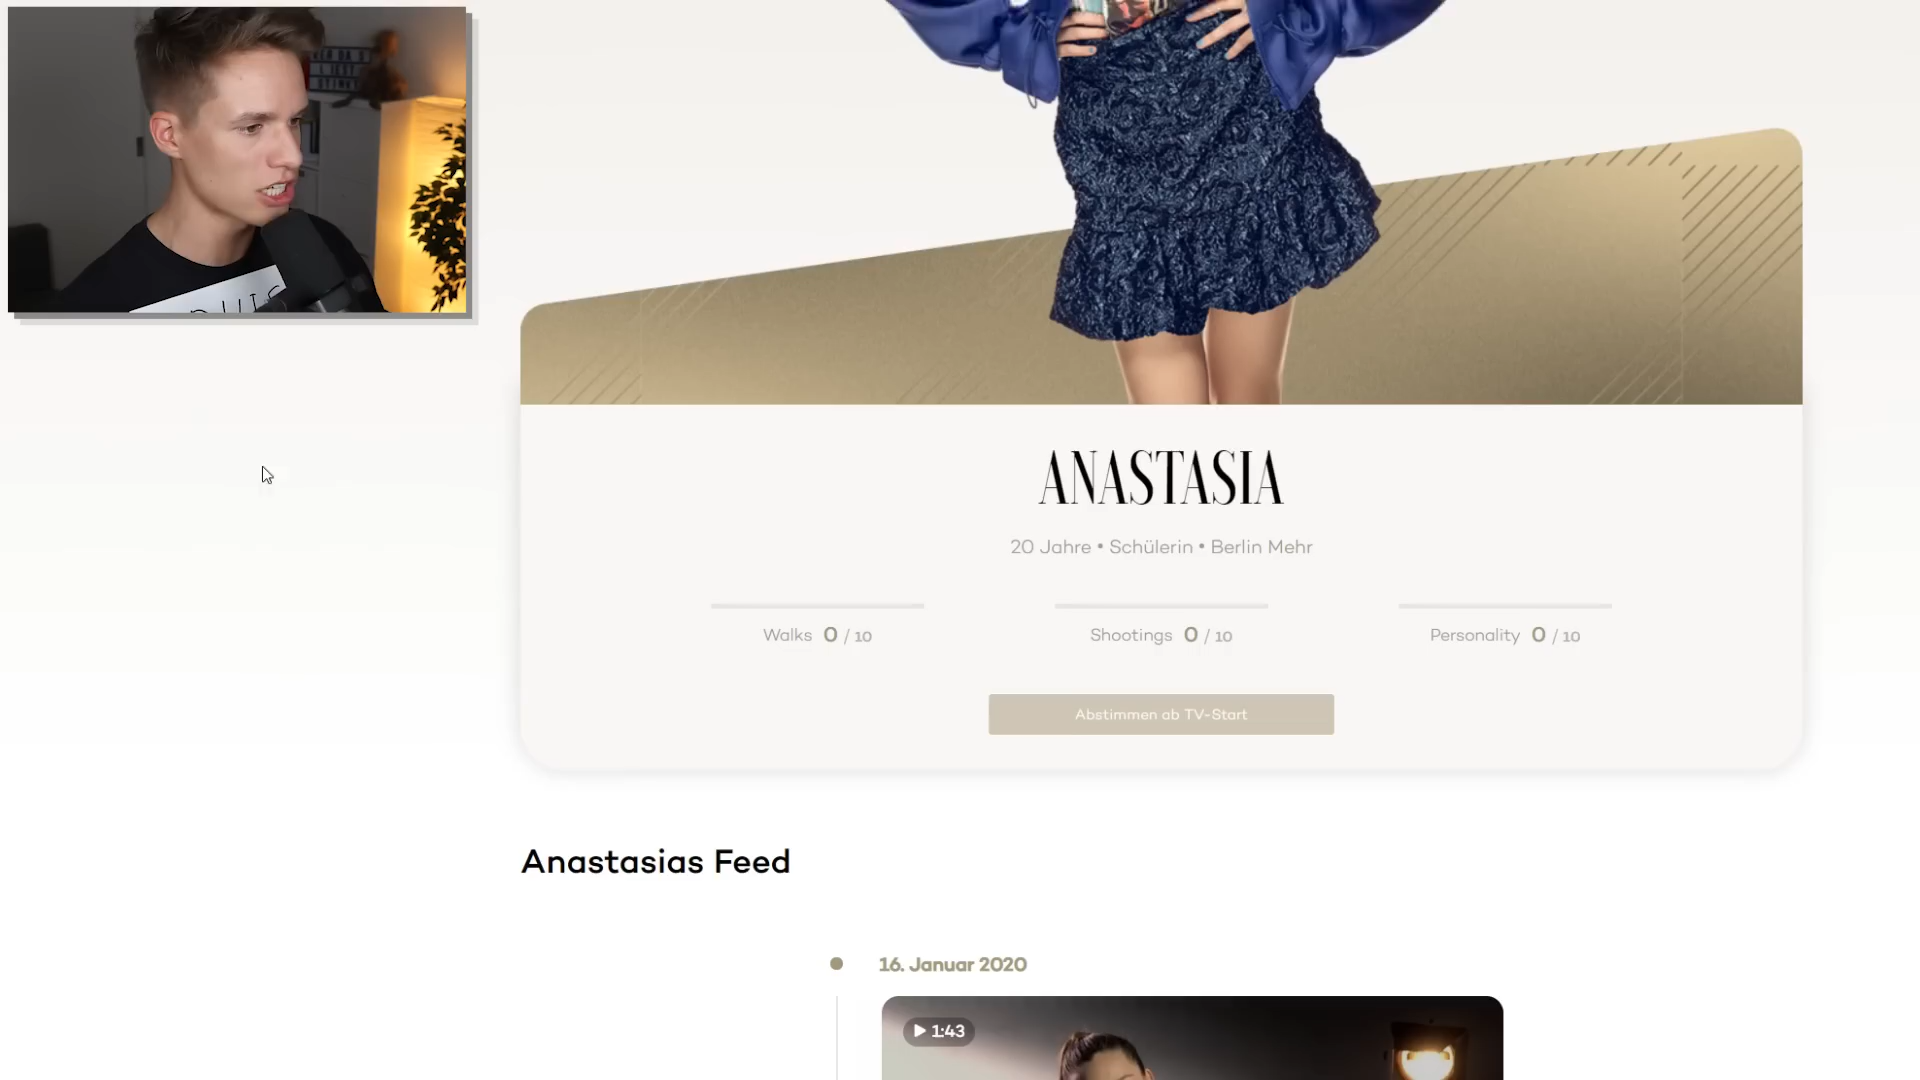 ANASTASIA
20 Jahre • Schülerin • Berlin Mehr
Walks 0 / 10
Shootings 0 / 10
Personality 0 / 10
Abstimmen ab TV-Start
Anastasias Feed
16. Januar 2020
1:43